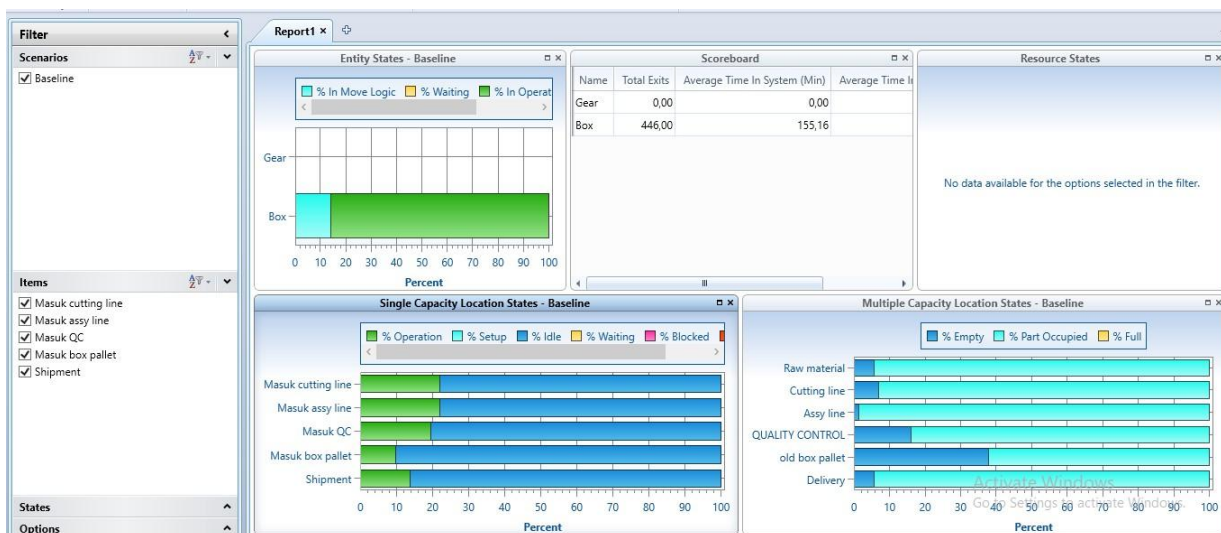 Filter
Scenarios
Baseline
Items
Masuk cutting line
Masuk assy line
Masuk QC
Masuk box pallet
Shipment
States
Options
Report1
Entity States - Baseline
% In Move Logic % Waiting % In Operat
Gear
Box
0 10 20 30 40 50 60 70 80 90 100
Percent
Scoreboard
Name Total Exits Average Time In System (Min) Average Time I
Gear 0,00 0,00
Box 446,00 155,16
Resource States
No data available for the options selected in the filter.
Single Capacity Location States - Baseline
% Operation % Setup % Idle % Waiting % Blocked
Masuk cutting line
Masuk assy line
Masuk QC
Masuk box pallet
Shipment
0 10 20 30 40 50 60 70 80 90 100
Percent
Multiple Capacity Location States - Baseline
% Empty % Part Occupied % Full
Raw material
Cutting line
Assy line
QUALITY CONTROL
old box pallet
Delivery
0 10 20 30 40 50 60 70 80 90 100
Percent
Activate Windows
Go to Settings to activate Windows.